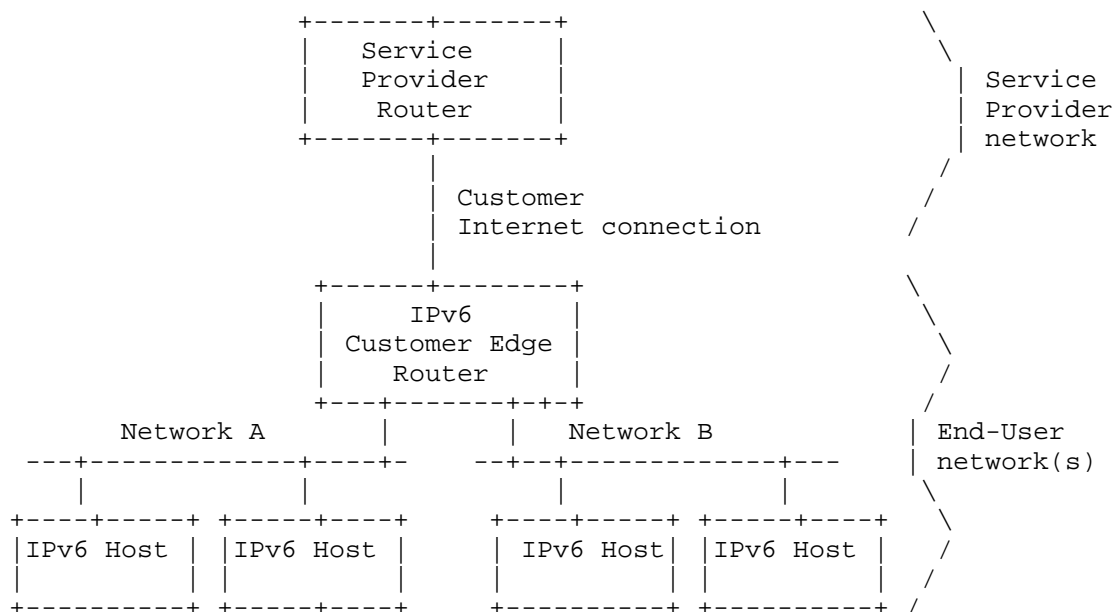 Service
Provider
Router
Service
Provider
network
Customer
Internet connection
IPv6
Customer Edge
Router
Network A
Network B
End-User
network(s)
IPv6 Host
IPv6 Host
IPv6 Host
IPv6 Host